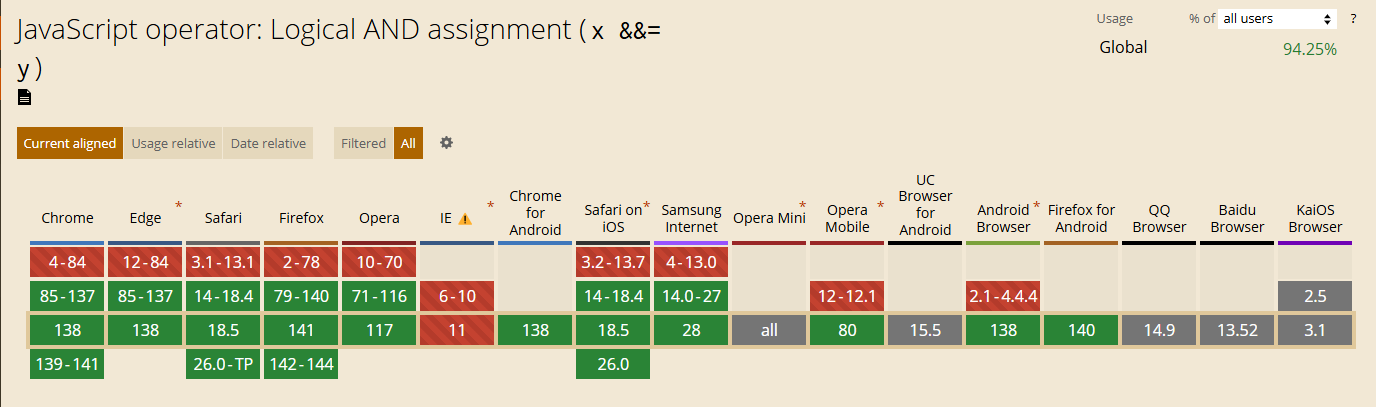 JavaScript operator: Logical AND assignment ( x &&=
y )
Usage % of all users ?
Global 94.25%
Current aligned Usage relative Date relative Filtered All
Chrome Edge * Safari Firefox Opera IE * Chrome for Android Safari on iOS * Samsung Internet Opera Mini * Opera Mobile * UC Browser for Android Android Browser * Firefox for Android QQ Browser Baidu Browser KaiOS Browser
4-84 12-84 3.1-13.1 2-78 10-70 3.2-13.7 4-13.0
85-137 85-137 14-18.4 79-140 71-116 6-10 14-18.4 14.0-27 12-12.1 2.1-4.4.4 2.5
138 138 18.5 141 117 11 138 18.5 28 all 80 15.5 138 140 14.9 13.52 3.1
139-141 26.0-TP 142-144 26.0